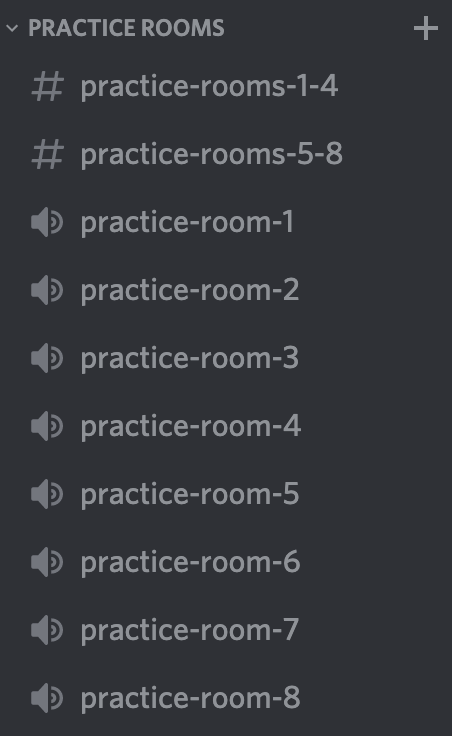 PRACTICE ROOMS
practice-rooms-1-4
practice-rooms-5-8
practice-room-1
practice-room-2
practice-room-3
practice-room-4
practice-room-5
practice-room-6
practice-room-7
practice-room-8